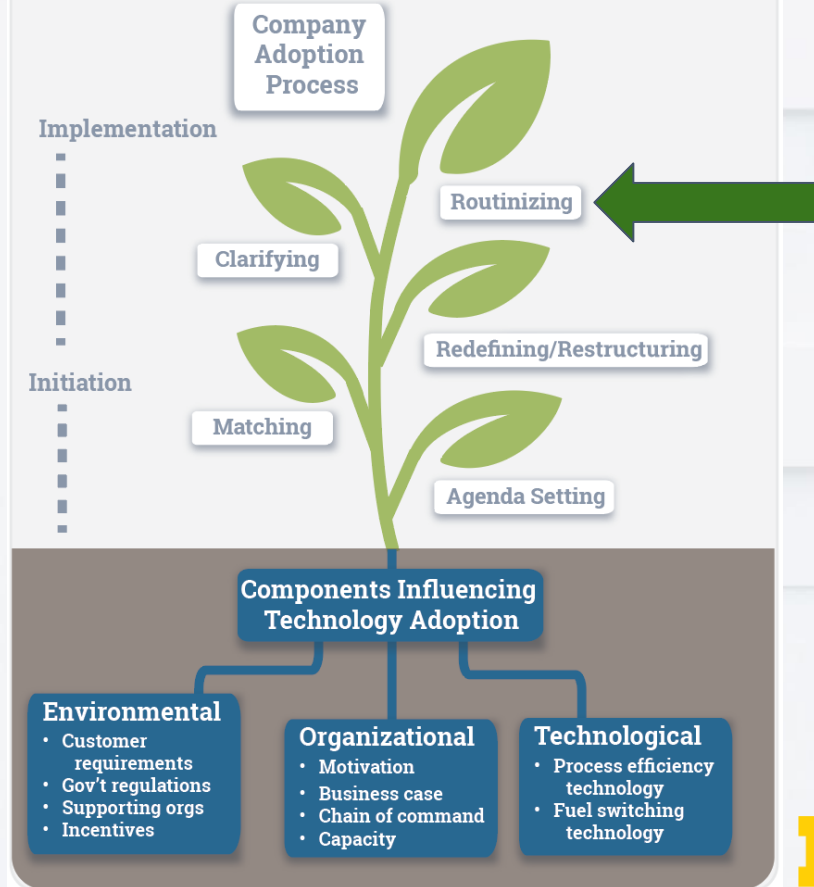 Company
Adoption
Process
Implementation
Routinizing
Clarifying
Redefining/Restructuring
Initiation
Matching
Agenda Setting
Components Influencing
Technology Adoption
Environmental
• Customer
requirements
• Gov't regulations
• Supporting orgs
• Incentives
Organizational
• Motivation
• Business case
• Chain of command
• Capacity
Technological
• Process efficiency
technology
• Fuel switching
technology